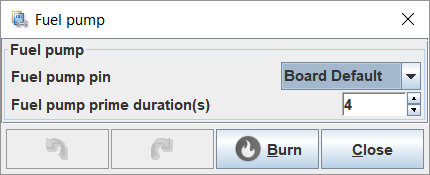 Fuel pump
Fuel pump
Fuel pump pin Board Default
Fuel pump prime duration(s) 4
Burn Close